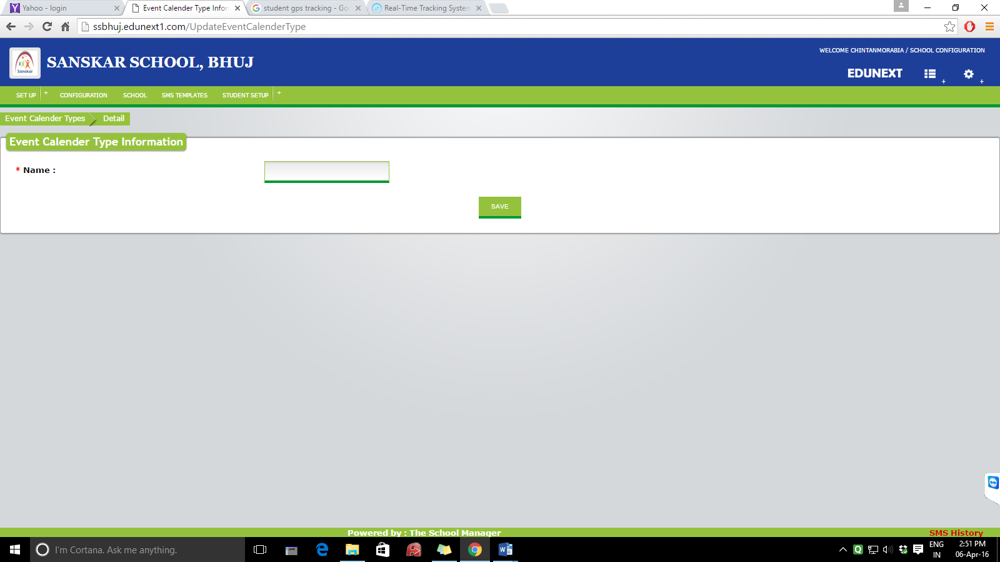 Yahoo - login
Event Calender Type Infor
student gps tracking - Go
Real-Time Tracking System
ssbhuj.edunext1.com/UpdateEventCalenderType
Sanskar
SANSKAR SCHOOL, BHUJ
WELCOME CHINTANMORABIA / SCHOOL CONFIGURATION
EDUNEXT
+ +
SET UP + CONFIGURATION SCHOOL SMS TEMPLATES STUDENT SETUP +
Event Calender Types Detail
Event Calender Type Information
* Name :
SAVE
Powered by : The School Manager
SMS History
I'm Cortana. Ask me anything.
ENG
IN
2:51 PM
06-Apr-16